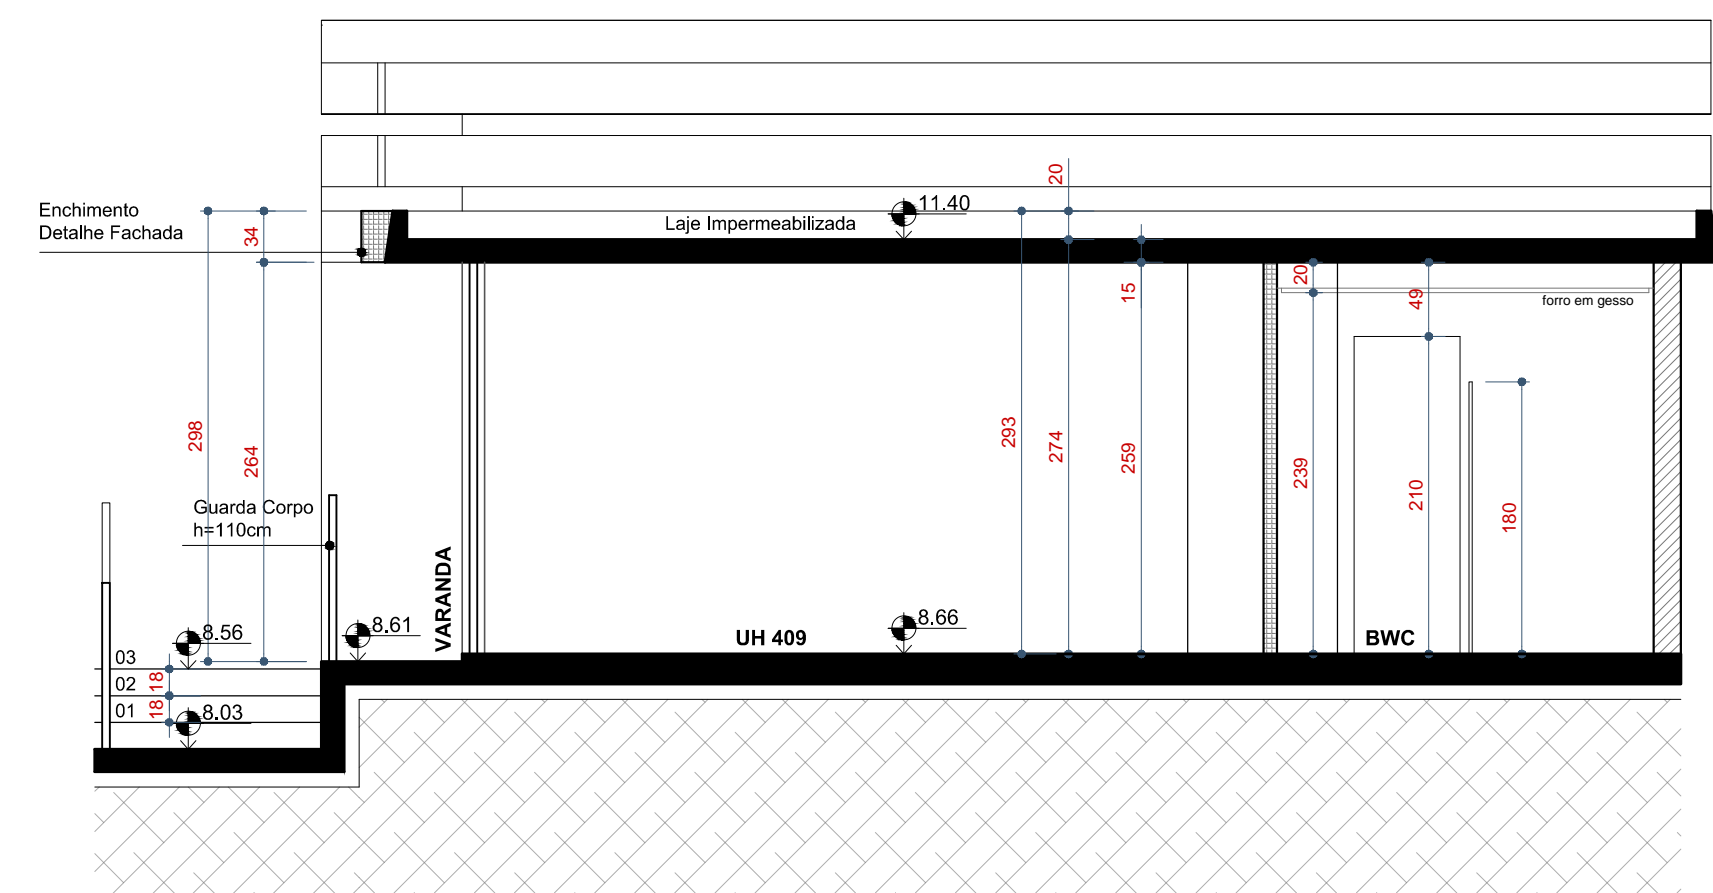 20
Enchimento
Detalhe Fachada
34
11.40
Laje Impermeabilizada
15
20
49
forro em gesso
298
264
293
274
259
239
210
180
Guarda Corpo
h=110cm
VARANDA
8.56
8.61
8.66
UH 409
BWC
03
18
02
18
01
8.03